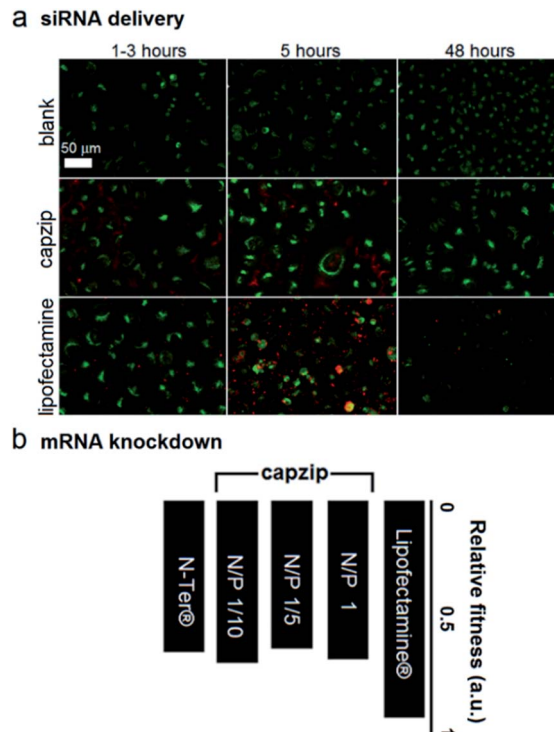 a siRNA delivery
1-3 hours
5 hours
48 hours
blank
50 µm
capzip
lipofectamine
b mRNA knockdown
capzip
N-Ter®
N/P 1/10
N/P 1/5
N/P 1
Lipofectamine®
0
0.5
Relative fitness (a.u.)